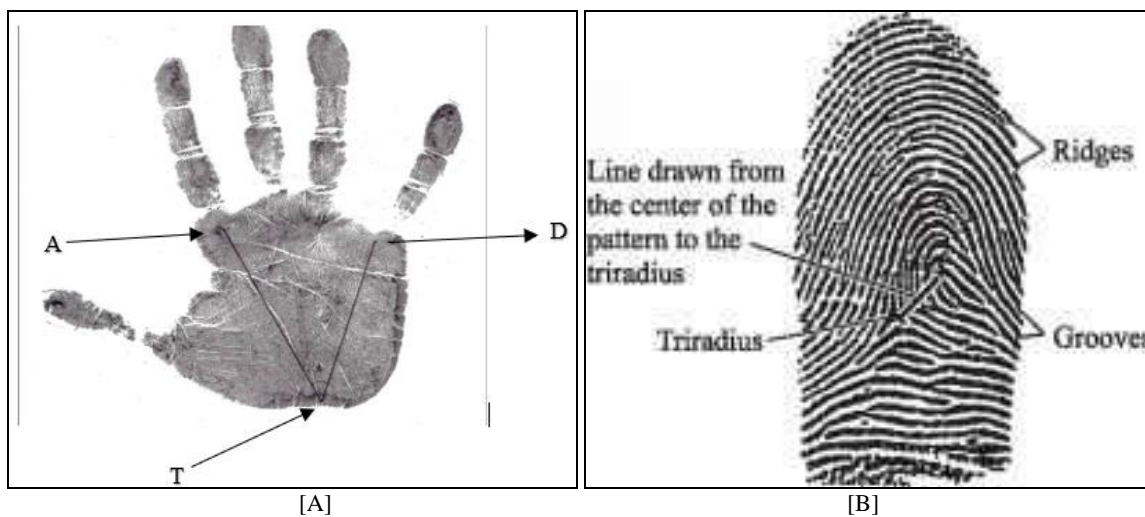 A
D
T
[A]
Ridges
Line drawn from
the center of the
pattern to the
triradius
Triradius
Grooves
[B]